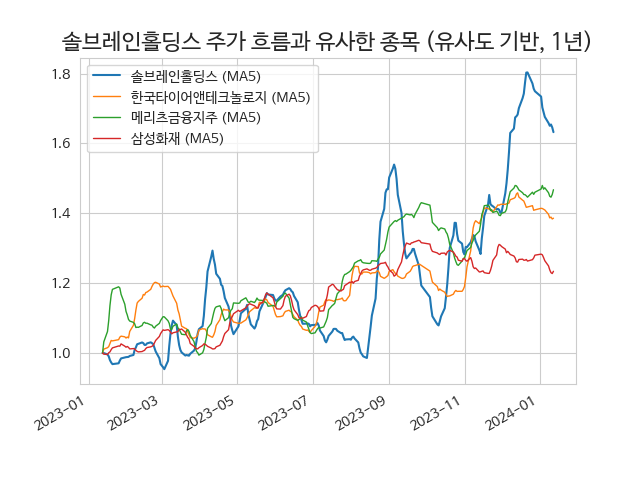 솔브레인홀딩스 주가 흐름과 유사한 종목 (유사도 기반, 1년)
솔브레인홀딩스 (MA5)
한국타이어앤테크놀로지 (MA5)
메리츠금융지주 (MA5)
삼성화재 (MA5)
1.8
1.6
1.4
1.2
1.0
2023-01
2023-03
2023-05
2023-07
2023-09
2023-11
2024-01